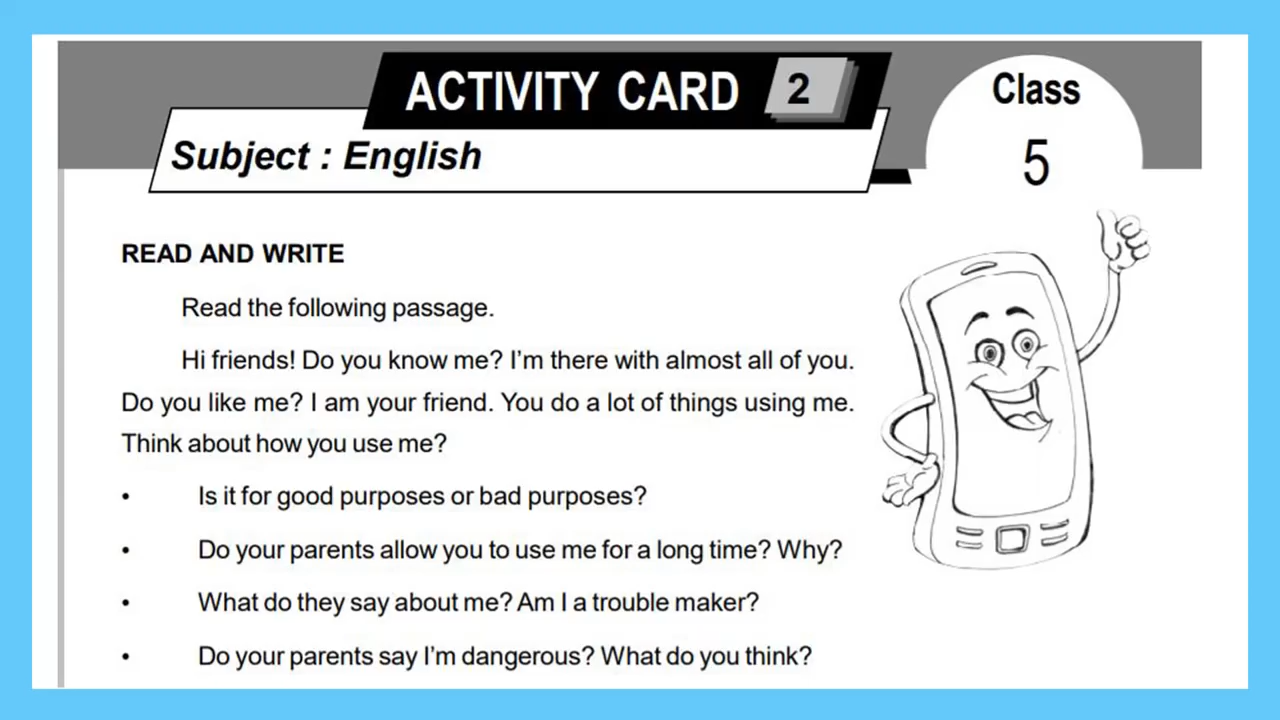 ACTIVITY CARD 2
Class
5
Subject : English
READ AND WRITE
Read the following passage.
Hi friends! Do you know me? I'm there with almost all of you.
Do you like me? I am your friend. You do a lot of things using me.
Think about how you use me?
• Is it for good purposes or bad purposes?
• Do your parents allow you to use me for a long time? Why?
• What do they say about me? Am I a trouble maker?
• Do your parents say I'm dangerous? What do you think?